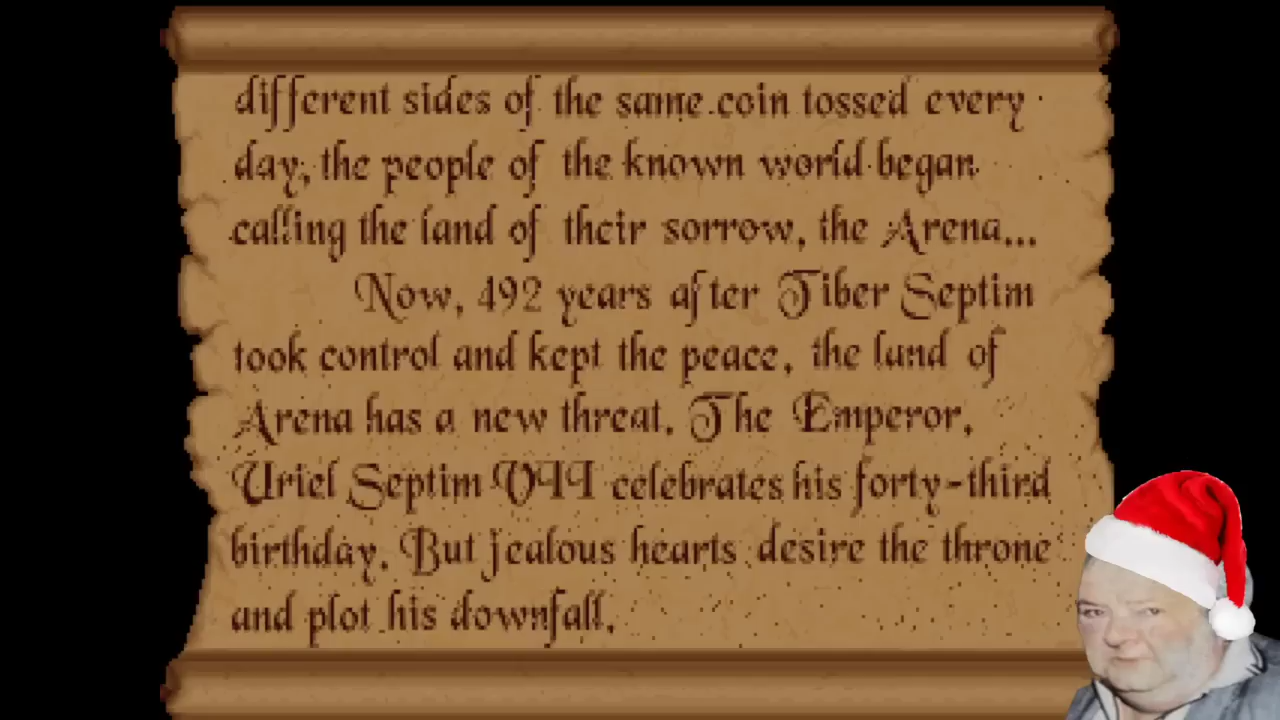 different sides of the same coin tossed every
day, the people of the known world began
calling the land of their sorrow, the Arena...
Now, 492 years after Tiber Septim
took control and kept the peace, the land of
Arena has a new threat. The Emperor,
Uriel Septim VII celebrates his forty-third
birthday. But jealous hearts desire the throne
and plot his downfall.